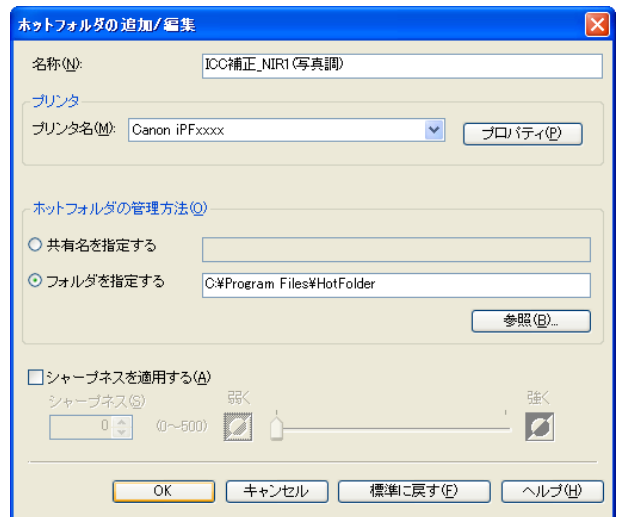 ホットフォルダの追加/編集
名称(N):
ICC補正_NIR1(写真調)
プリンタ
プリンタ名(M): Canon iPFxxxx プロパティ(P)
ホットフォルダの管理方法(O)
共有名を指定する
フォルダを指定する C:¥Program Files¥HotFolder
参照(B)...
シャープネスを適用する(A)
シャープネス(S) 弱く 強く
0 (0~500)
OK キャンセル 標準に戻す(F) ヘルプ(H)